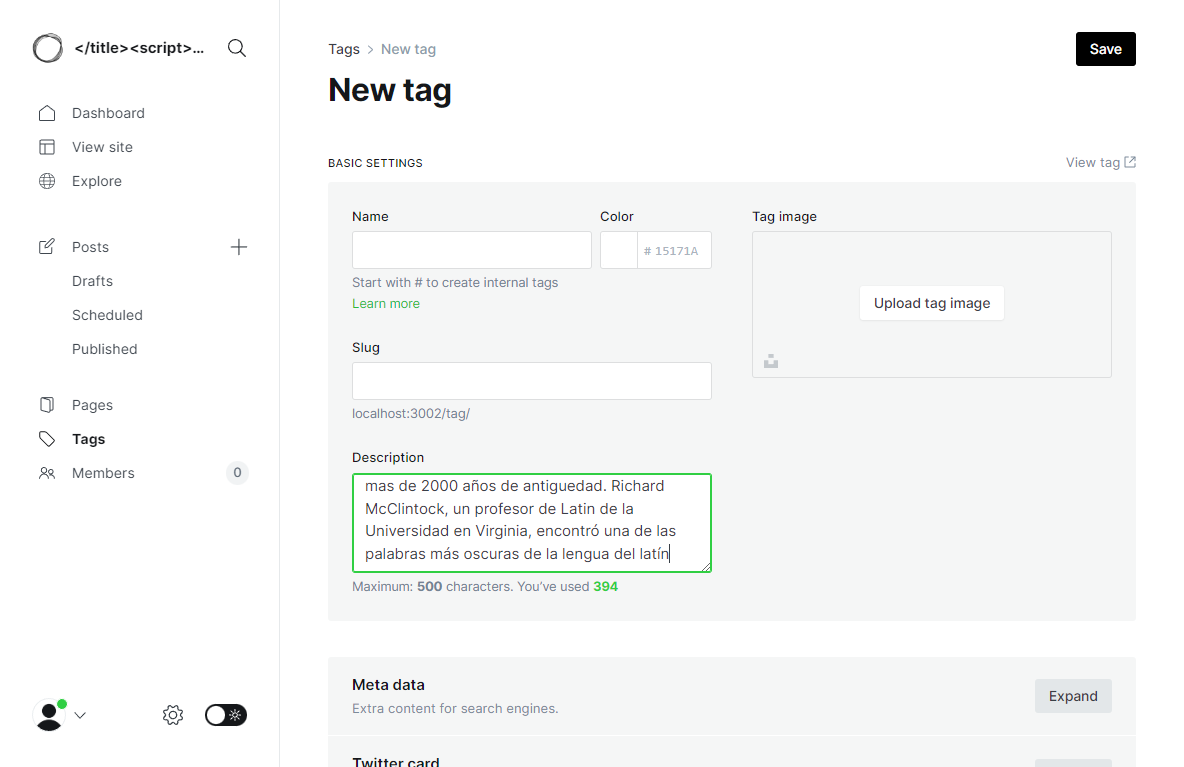 </title><script>...
Dashboard
View site
Explore
Posts
Drafts
Scheduled
Published
Pages
Tags
Members
0
Tags > New tag
Save
New tag
BASIC SETTINGS
View tag
Name
Color
# 15171A
Start with # to create internal tags
Learn more
Slug
localhost:3002/tag/
Description
mas de 2000 años de antiguedad. Richard
McClintock, un profesor de Latin de la
Universidad en Virginia, encontró una de las
palabras más oscuras de la lengua del latín
Maximum: 500 characters. You’ve used 394
Tag image
Upload tag image
Meta data
Extra content for search engines.
Expand
Twitter card